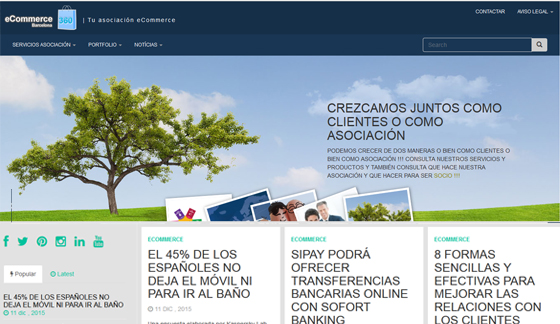 eCommerce
Barcelona
360
| Tu asociación eCommerce
CONTACTAR
AVISO LEGAL
SERVICIOS ASOCIACIÓN
PORTFOLIO
NOTÍCIAS
Search
CREZCAMOS JUNTOS COMO
CLIENTES O COMO
ASOCIACIÓN
PODEMOS CRECER DE DOS MANERAS O BIEN COMO CLIENTES O
BIEN COMO ASOCIACIÓN !!!! CONSULTA NUESTROS SERVICIOS Y
PRODUCTOS Y TAMBIÉN CONSULTA QUE HACE NUESTRA
ASOCIACIÓN Y QUE HACER PARA SER SOCIO !!!!
Popular
Latest
EL 45% DE LOS ESPAÑOLES NO
DEJA EL MÓVIL NI PARA IR AL BAÑO
11 dic , 2015
ECOMMERCE
EL 45% DE LOS
ESPAÑOLES NO
DEJA EL MÓVIL NI
PARA IR AL BAÑO
11 DIC , 2015
Una encuesta elaborada por Kaspersky Lab
ECOMMERCE
SIPAY PODRÁ
OFRECER
TRANSFERENCIAS
BANCARIAS ONLINE
CON SOFORT
BANKING
ECOMMERCE
8 FORMAS
SENCILLAS Y
EFECTIVAS PARA
MEJORAR LAS
RELACIONES CON
LOS CLIENTES